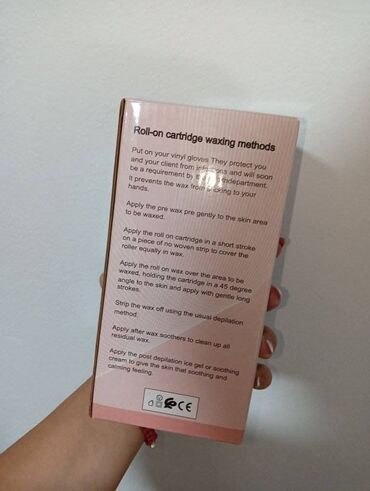 Roll-on cartridge waxing methods
Put on your vinyl gloves They protect you
and your client from infections and will soon
be a requirement by the healthdepartment.
It prevents the wax from sticking to your
hands.
Apply the pre wax pre gently to the skin area
to be waxed.
Apply the roll on cartridge in a short stroke
on a piece of no woven strip to cover the
roller equally in wax.
Apply the roll on wax over the area to be
waxed, holding the cartridge in a 45 degree
angle to the skin and apply with gentle long
strokes.
Strip the wax off using the usual depilation
method.
Apply after wax soothers to clean up all
residual wax.
Apply the post depilation ice gel or soothing
cream to give the skin that soothing and
calming feeling.
CE